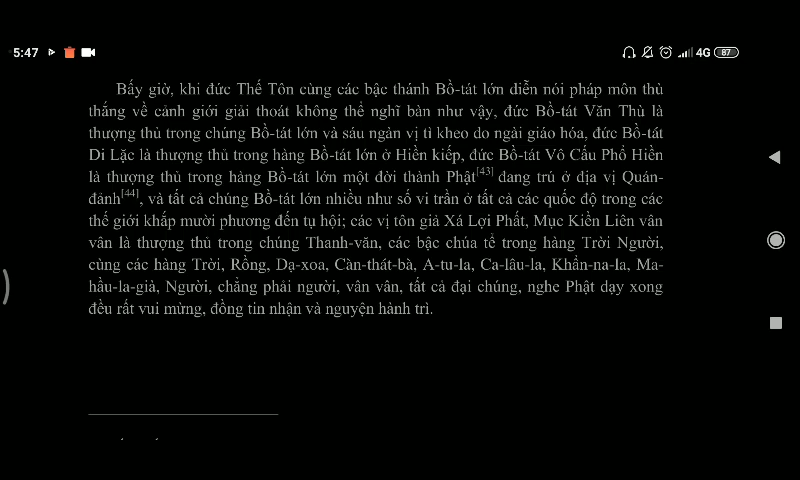 5:47
4G 87
Bấy giờ, khi đức Thế Tôn cùng các bậc thánh Bồ-tát lớn diễn nói pháp môn thù
thắng về cảnh giới giải thoát không thể nghĩ bàn như vậy, đức Bồ-tát Văn Thù là
thượng thủ trong chúng Bồ-tát lớn và sáu ngàn vị tì kheo do ngài giáo hóa, đức Bồ-tát
Di Lặc là thượng thủ trong hàng Bồ-tát lớn ở Hiền kiếp, đức Bồ-tát Vô Cấu Phổ Hiền
là thượng thủ trong hàng Bồ-tát lớn một đời thành Phật[43] đang trú ở địa vị Quán-
đảnh[44], và tất cả chúng Bồ-tát lớn nhiều như số vi trần ở tất cả các quốc độ trong các
thế giới khắp mười phương đến tụ hội; các vị tôn giả Xá Lợi Phất, Mục Kiền Liên vân
vân là thượng thủ trong chúng Thanh-văn, các bậc chúa tể trong hàng Trời Người,
cùng các hàng Trời, Rồng, Dạ-xoa, Càn-thát-bà, A-tu-la, Ca-lâu-la, Khẩn-na-la, Ma-
hầu-la-già, Người, chẳng phải người, vân vân, tất cả đại chúng, nghe Phật dạy xong
đều rất vui mừng, đồng tin nhận và nguyện hành trì.